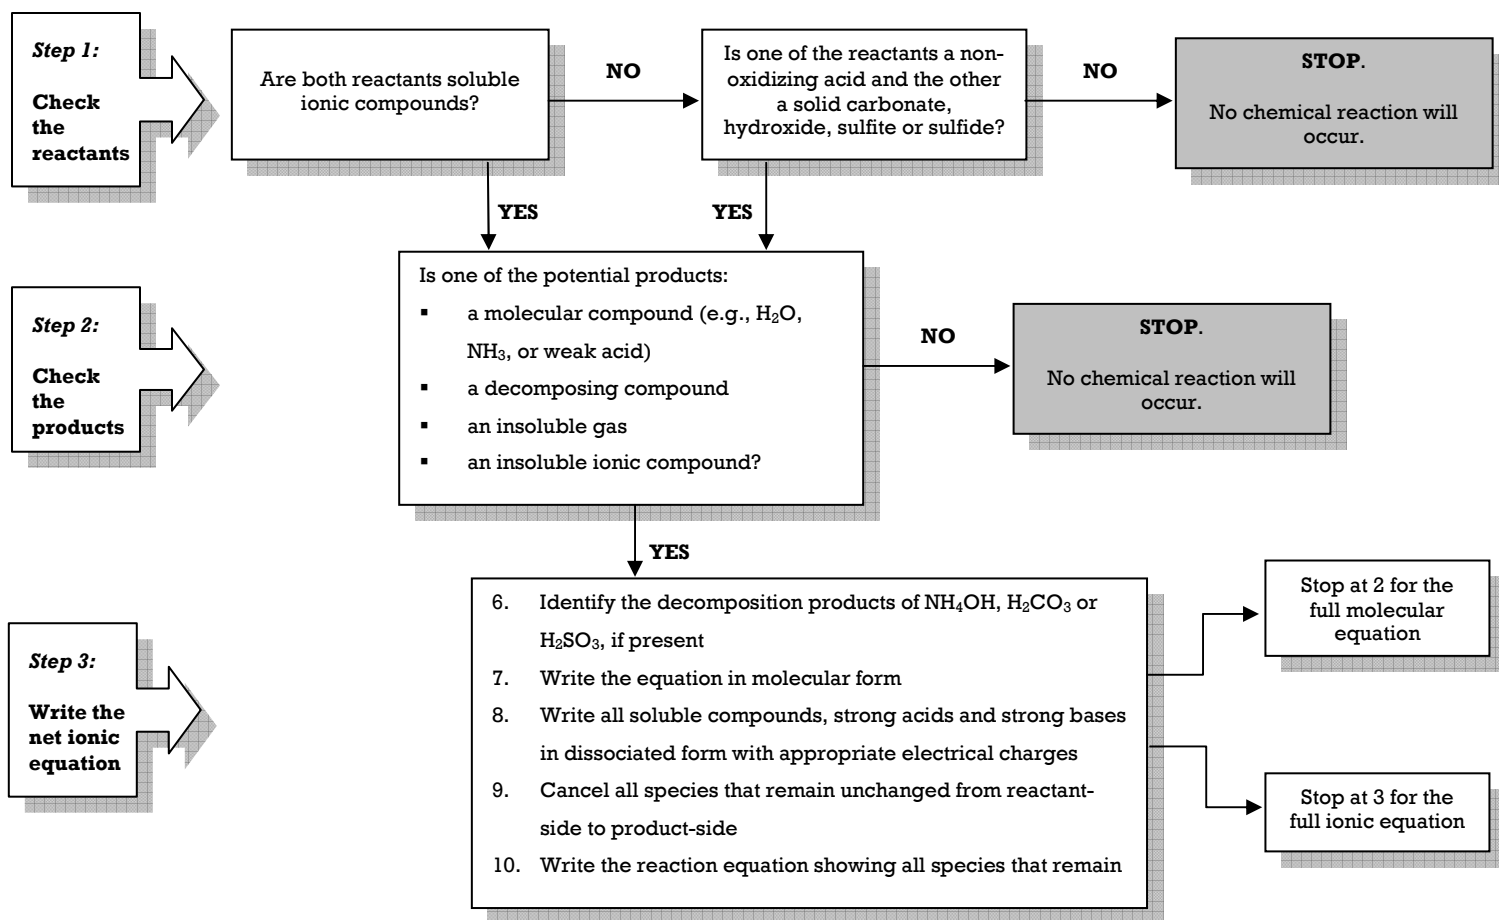 Step 1:
Check
the
reactants
Are both reactants soluble
ionic compounds?
NO
Is one of the reactants a non-
oxidizing acid and the other
a solid carbonate,
hydroxide, sulfite or sulfide?
NO
STOP.
No chemical reaction will
occur.
YES
YES
Step 2:
Check
the
products
Is one of the potential products:
▪ a molecular compound (e.g., H₂O,
NH₃, or weak acid)
▪ a decomposing compound
▪ an insoluble gas
▪ an insoluble ionic compound?
NO
STOP.
No chemical reaction will
occur.
YES
Step 3:
Write the
net ionic
equation
6. Identify the decomposition products of NH₄OH, H₂CO₃ or
H₂SO₃, if present
7. Write the equation in molecular form
8. Write all soluble compounds, strong acids and strong bases
in dissociated form with appropriate electrical charges
9. Cancel all species that remain unchanged from reactant-
side to product-side
10. Write the reaction equation showing all species that remain
Stop at 2 for the
full molecular
equation
Stop at 3 for the
full ionic equation